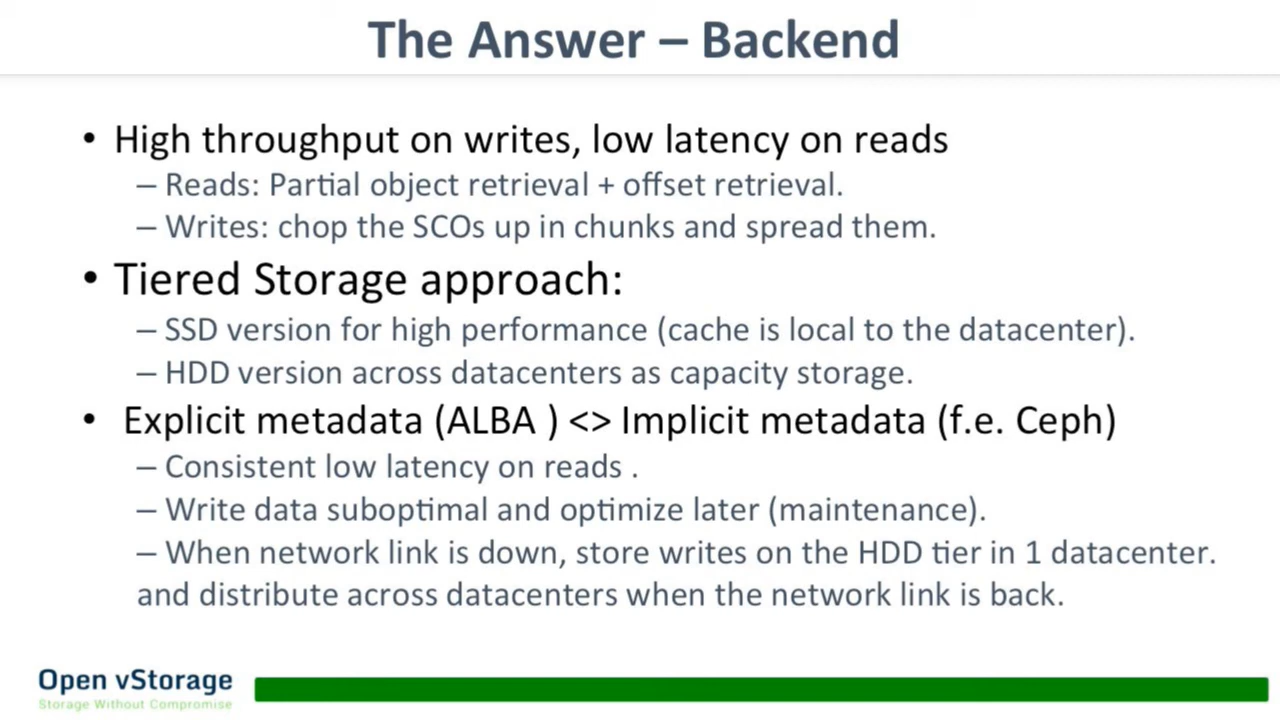 The Answer – Backend
• High throughput on writes, low latency on reads
– Reads: Partial object retrieval + offset retrieval.
– Writes: chop the SCOs up in chunks and spread them.
• Tiered Storage approach:
– SSD version for high performance (cache is local to the datacenter).
– HDD version across datacenters as capacity storage.
• Explicit metadata (ALBA ) <> Implicit metadata (f.e. Ceph)
– Consistent low latency on reads .
– Write data suboptimal and optimize later (maintenance).
– When network link is down, store writes on the HDD tier in 1 datacenter.
and distribute across datacenters when the network link is back.
Open vStorage
Storage Without Compromise